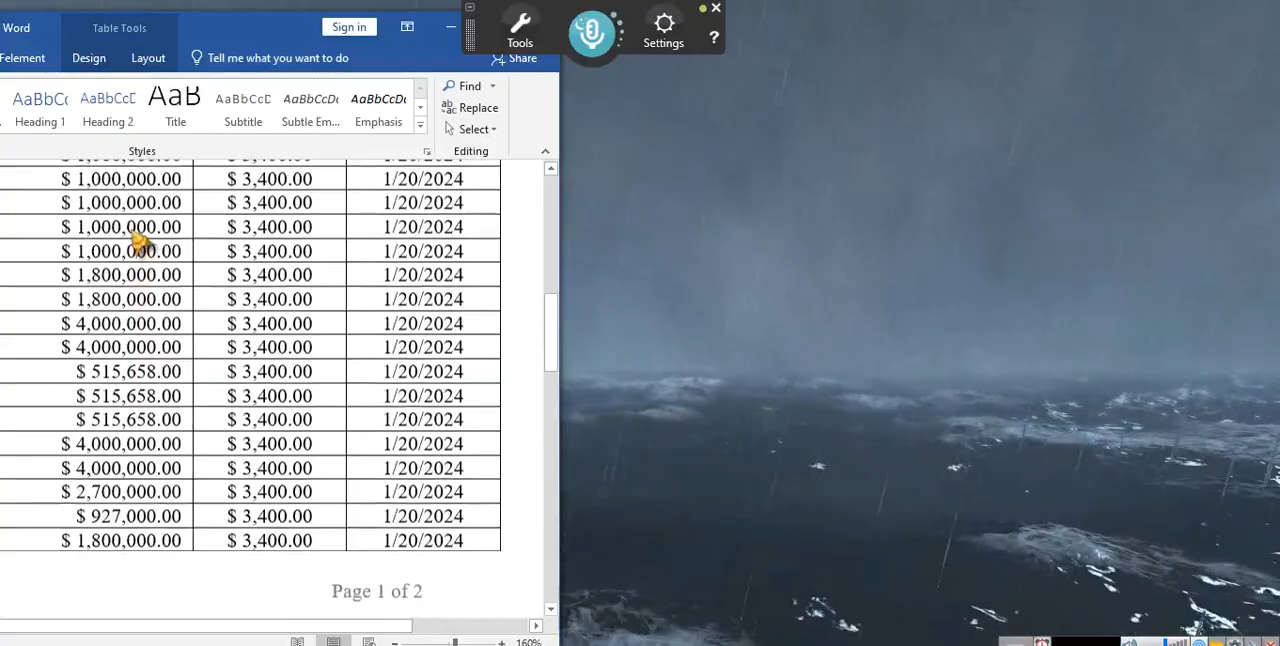 Word
Table Tools
Sign in
Felement
Design
Layout
Tell me what you want to do
Share
Tools
Settings
?
AaBbCc
AaBbCcD
AaB
AaBbCcD
AaBbCcDd
AaBbCcDd
Heading 1
Heading 2
Title
Subtitle
Subtle Em...
Emphasis
Find
Replace
Select
Styles
Editing
$ 1,000,000.00 $ 3,400.00 1/20/2024
$ 1,000,000.00 $ 3,400.00 1/20/2024
$ 1,000,000.00 $ 3,400.00 1/20/2024
$ 1,000,000.00 $ 3,400.00 1/20/2024
$ 1,800,000.00 $ 3,400.00 1/20/2024
$ 1,800,000.00 $ 3,400.00 1/20/2024
$ 4,000,000.00 $ 3,400.00 1/20/2024
$ 4,000,000.00 $ 3,400.00 1/20/2024
$ 515,658.00 $ 3,400.00 1/20/2024
$ 515,658.00 $ 3,400.00 1/20/2024
$ 515,658.00 $ 3,400.00 1/20/2024
$ 4,000,000.00 $ 3,400.00 1/20/2024
$ 4,000,000.00 $ 3,400.00 1/20/2024
$ 2,700,000.00 $ 3,400.00 1/20/2024
$ 927,000.00 $ 3,400.00 1/20/2024
$ 1,800,000.00 $ 3,400.00 1/20/2024
Page 1 of 2
160%